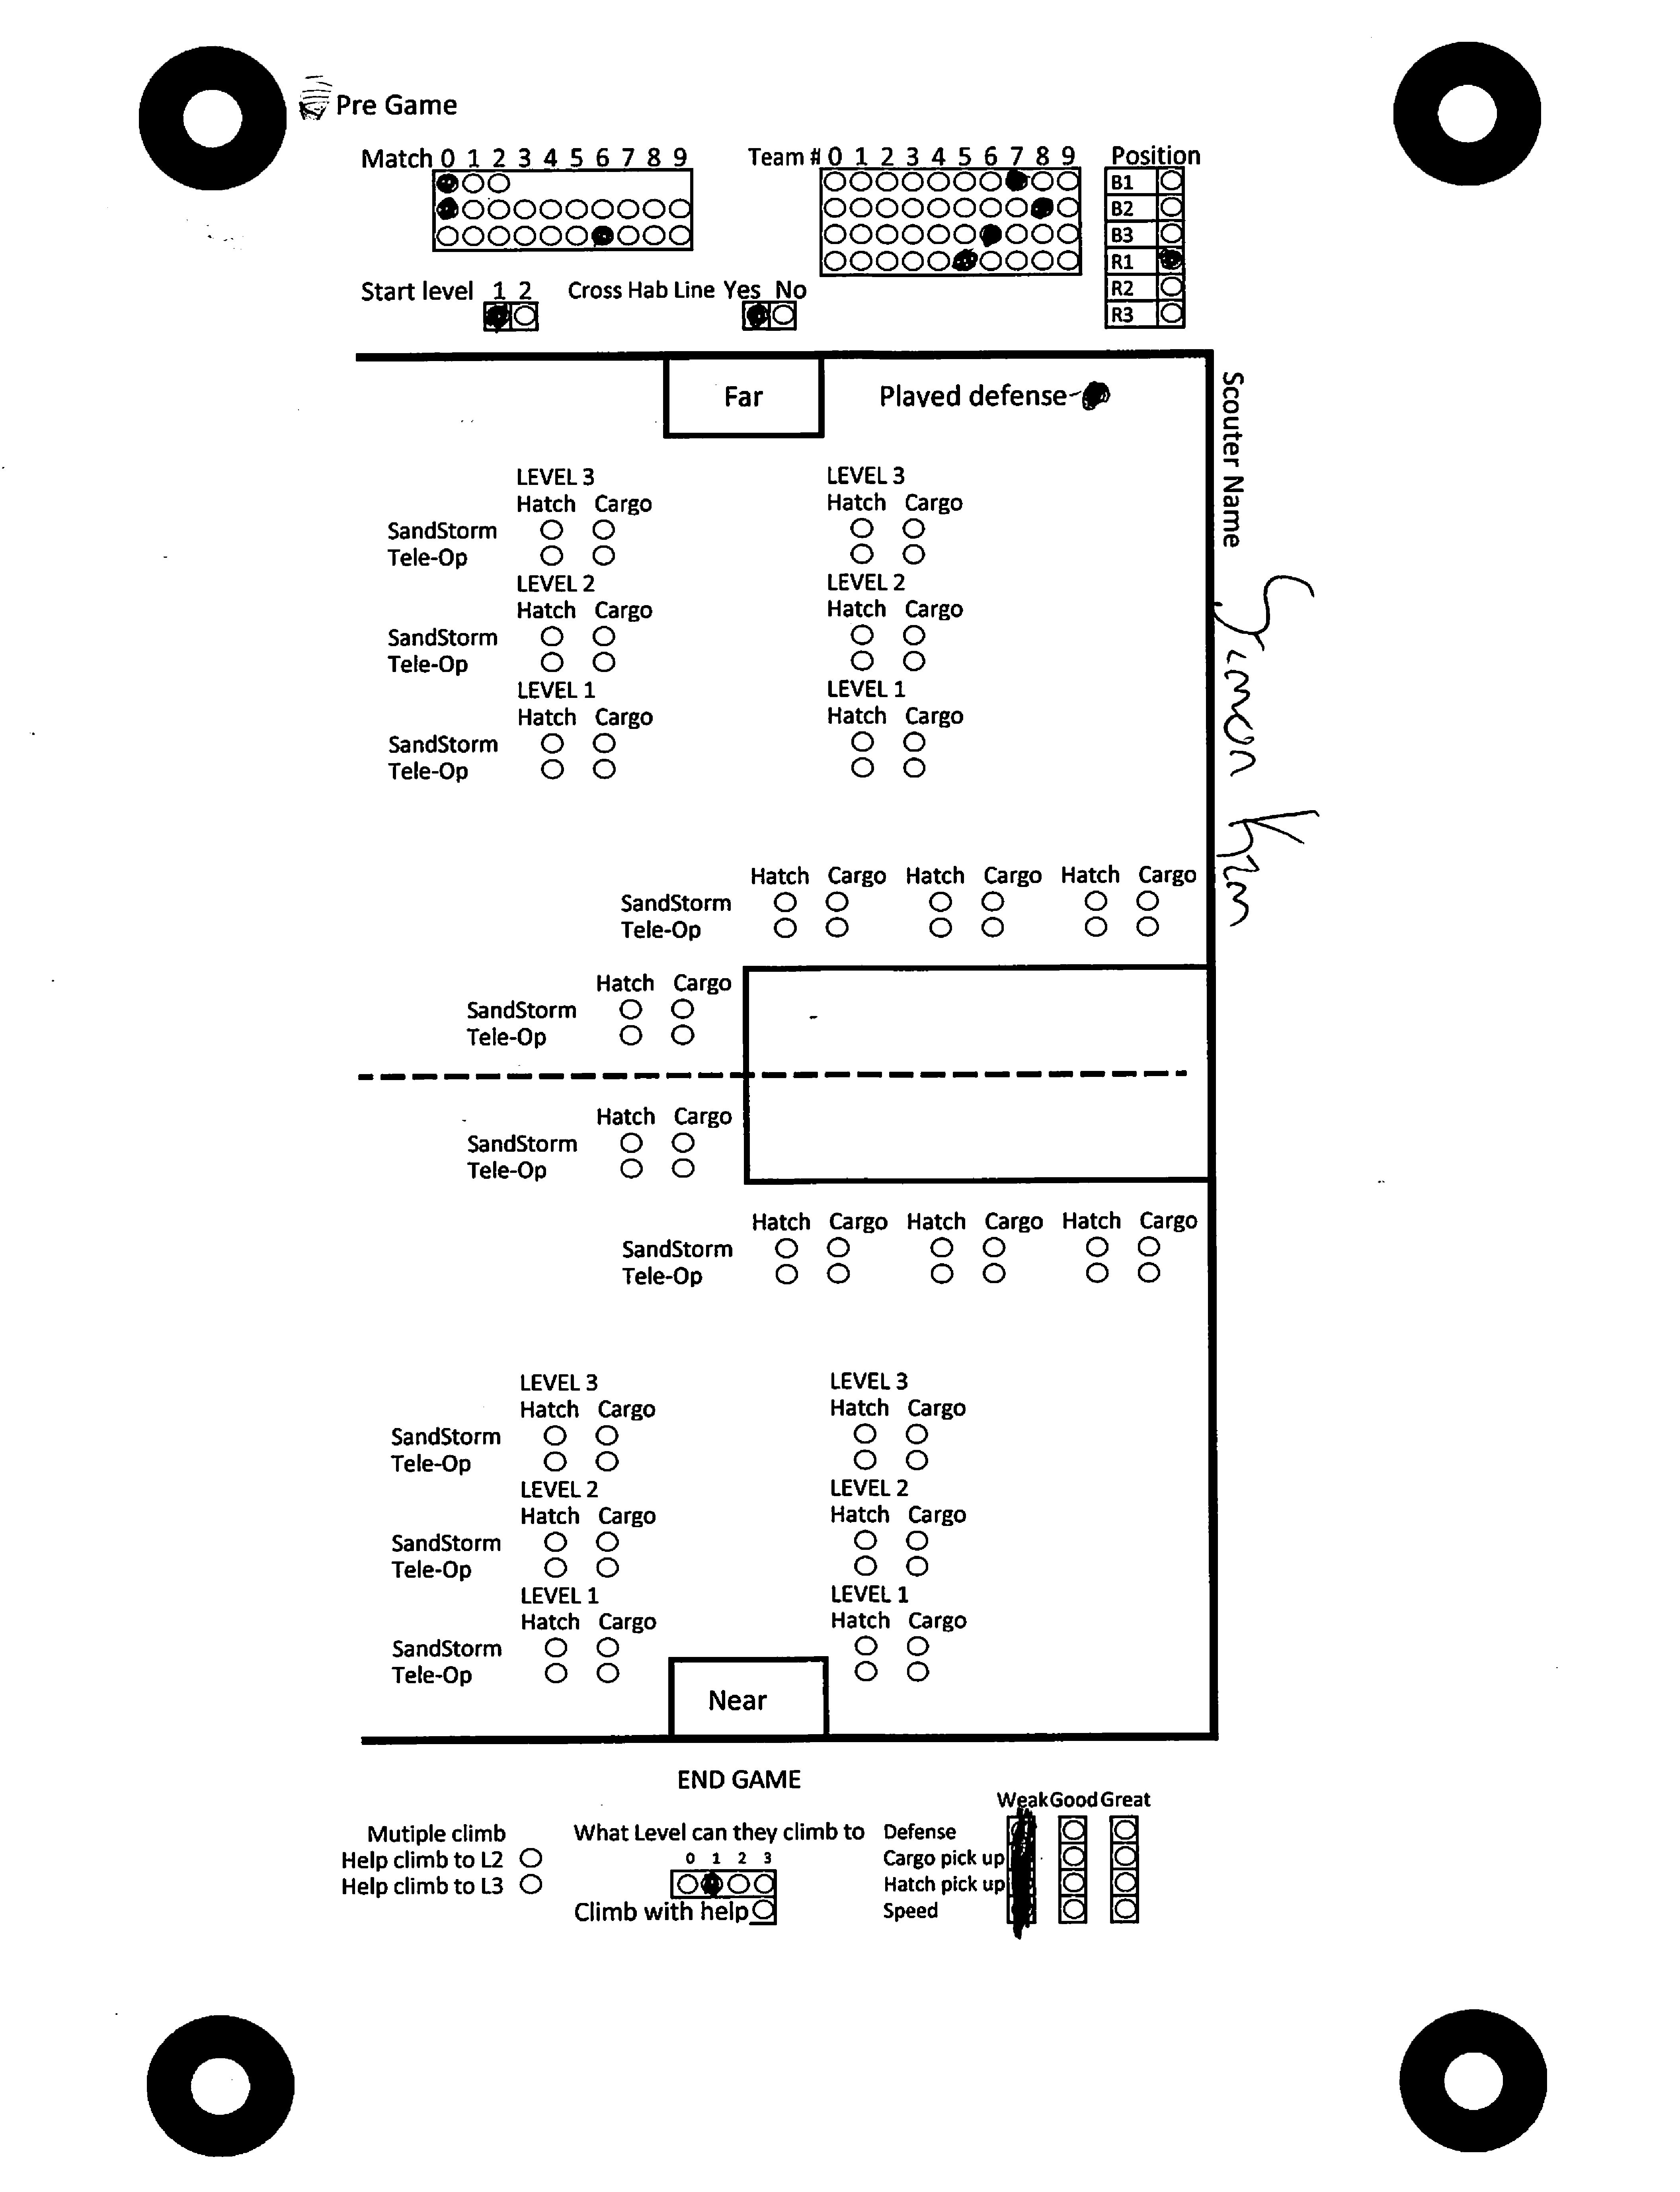 Pre Game
Match 0 1 2 3 4 5 6 7 8 9
Team # 0 1 2 3 4 5 6 7 8 9
Position
B1
B2
B3
R1
R2
R3
Start level 1 2
Cross Hab Line Yes No
Far
Played defense
Scouter Name
Simon Kim
LEVEL 3 LEVEL 3
Hatch Cargo Hatch Cargo
SandStorm
Tele-Op
LEVEL 2 LEVEL 2
Hatch Cargo Hatch Cargo
SandStorm
Tele-Op
LEVEL 1 LEVEL 1
Hatch Cargo Hatch Cargo
SandStorm
Tele-Op
Hatch Cargo Hatch Cargo Hatch Cargo
SandStorm
Tele-Op
Hatch Cargo
SandStorm
Tele-Op
Hatch Cargo
SandStorm
Tele-Op
Hatch Cargo Hatch Cargo Hatch Cargo
SandStorm
Tele-Op
LEVEL 3 LEVEL 3
Hatch Cargo Hatch Cargo
SandStorm
Tele-Op
LEVEL 2 LEVEL 2
Hatch Cargo Hatch Cargo
SandStorm
Tele-Op
LEVEL 1 LEVEL 1
Hatch Cargo Hatch Cargo
SandStorm
Tele-Op
Near
END GAME
Mutiple climb
Help climb to L2
Help climb to L3
What Level can they climb to
0 1 2 3
Climb with help
Weak Good Great
Defense
Cargo pick up
Hatch pick up
Speed